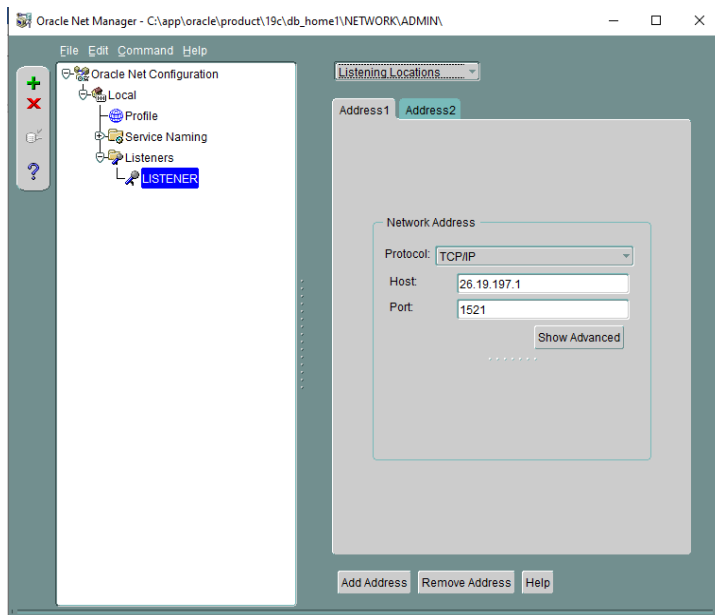 Oracle Net Manager - C:\app\oracle\product\19c\db_home1\NETWORK\ADMIN\
File Edit Command Help
Oracle Net Configuration
Local
Profile
Service Naming
Listeners
LISTENER
Listening Locations
Address1 Address2
Network Address
Protocol: TCP/IP
Host: 26.19.197.1
Port: 1521
Show Advanced
Add Address Remove Address Help